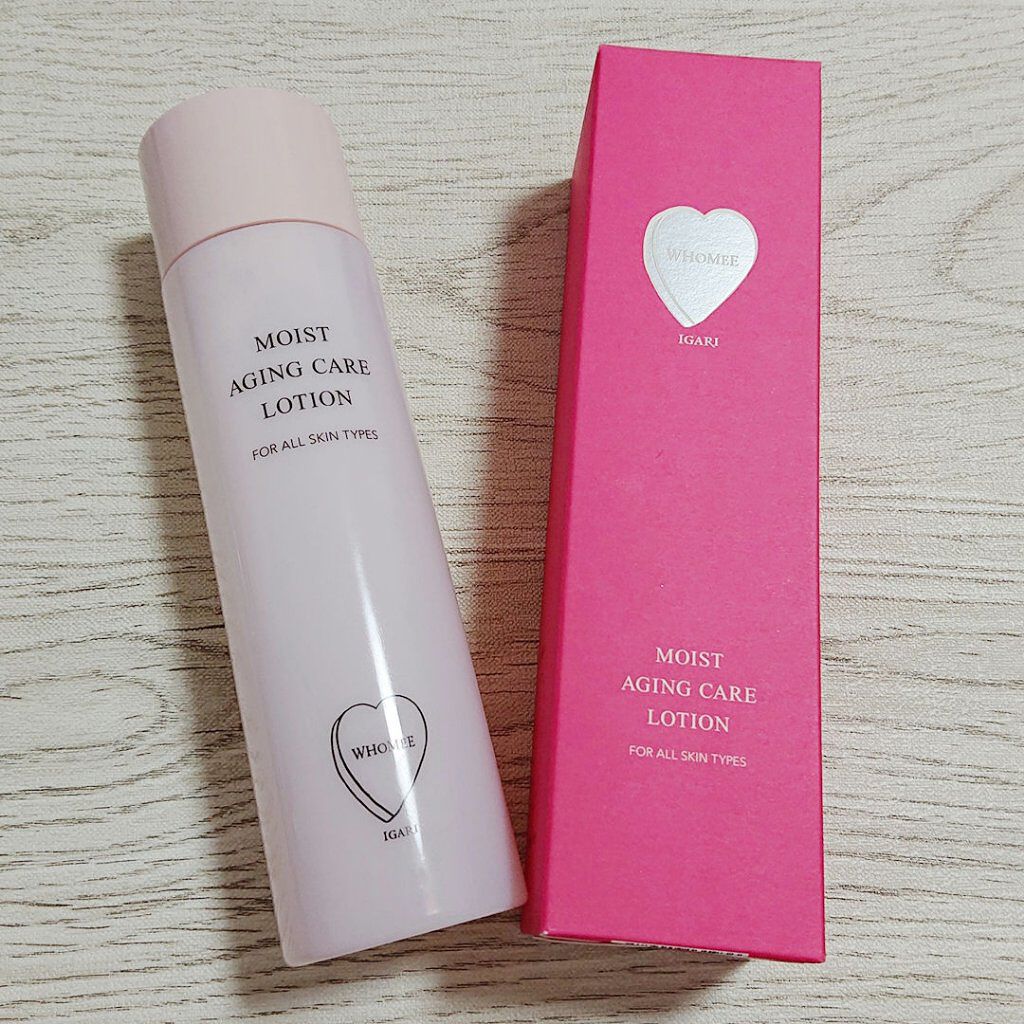 MOIST
AGING CARE
LOTION
FOR ALL SKIN TYPES
WHOMEE
IGARI
WHOMEE
IGARI
MOIST
AGING CARE
LOTION
FOR ALL SKIN TYPES